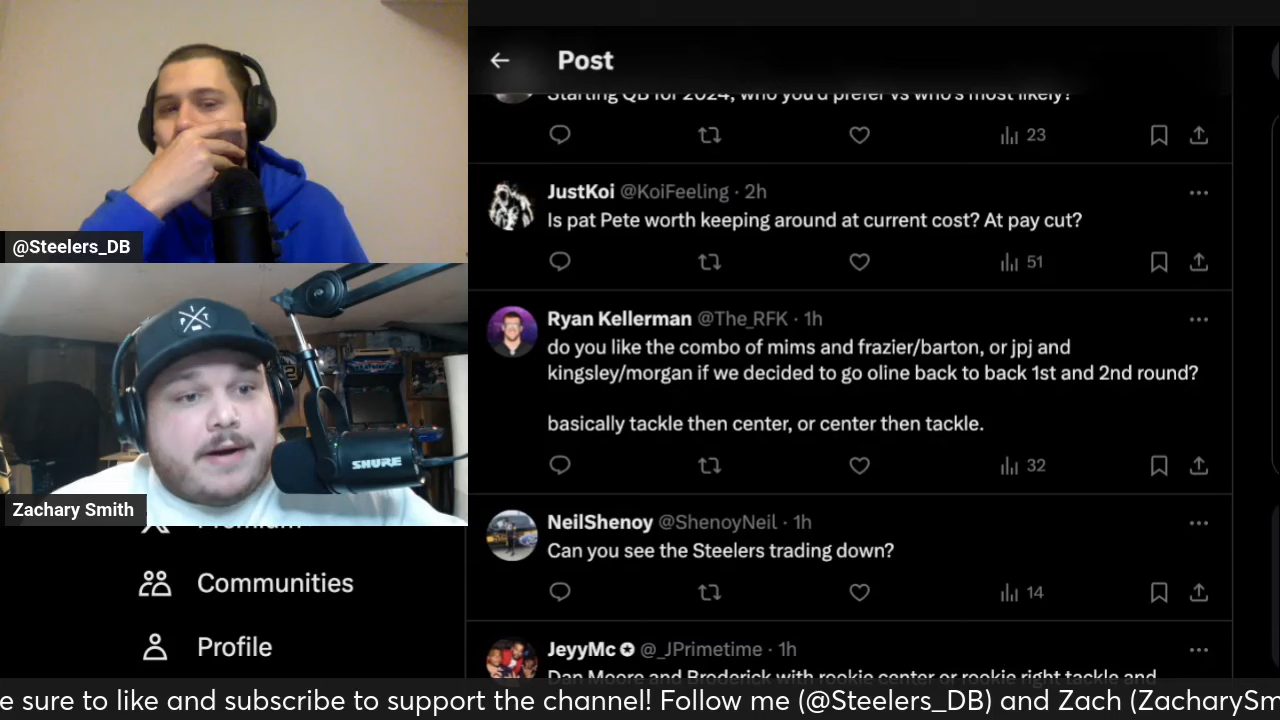 Post
Starting QB for 2024, who you'd prefer vs who's most likely?
23
JustKoi @KoiFeeling · 2h
Is pat Pete worth keeping around at current cost? At pay cut?
51
Ryan Kellerman @The_RFK · 1h
do you like the combo of mims and frazier/barton, or jpj and
kingsley/morgan if we decided to go oline back to back 1st and 2nd round?
basically tackle then center, or center then tackle.
32
NeilShenoy @ShenoyNeil · 1h
Can you see the Steelers trading down?
14
JeyyMc @_JPrimetime · 1h
Dan Moore and Broderick with rookie center or rookie right tackle and
@Steelers_DB
PIT
SHURE
Zachary Smith
Premium
Communities
Profile
e sure to like and subscribe to support the channel! Follow me (@Steelers_DB) and Zach (ZacharySm